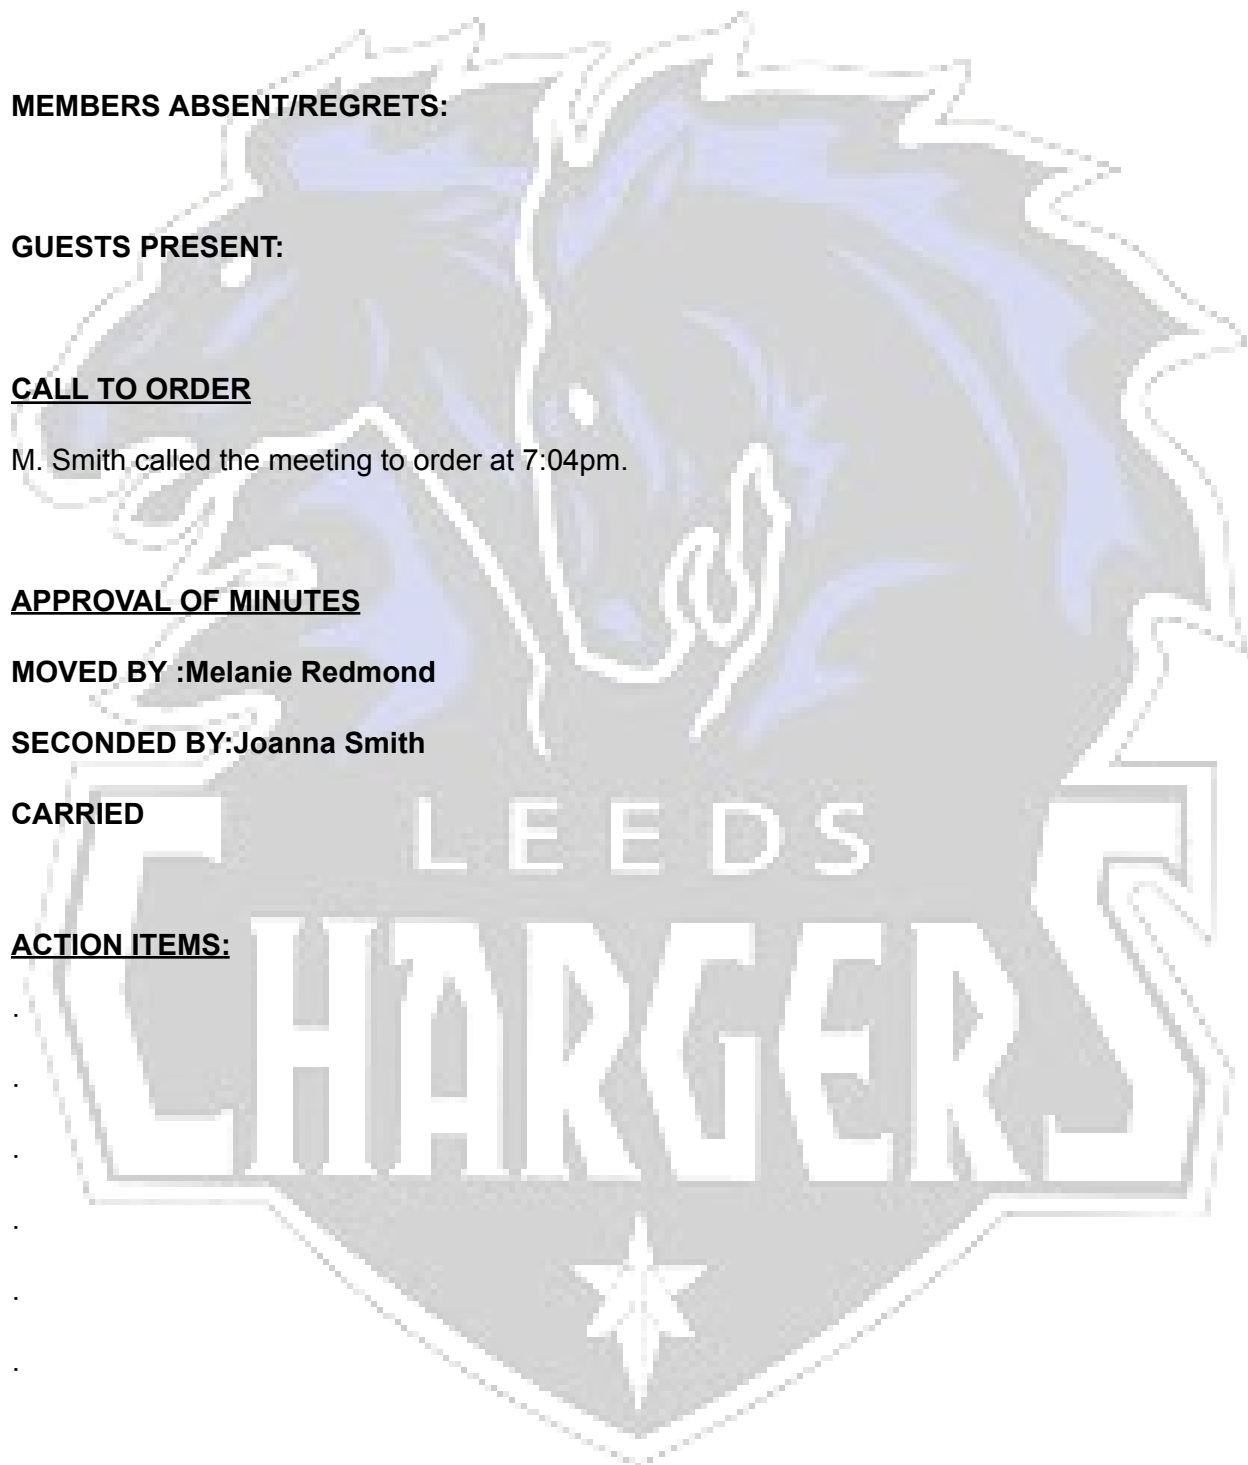 MEMBERS ABSENT/REGRETS:
GUESTS PRESENT:
CALL TO ORDER
M. Smith called the meeting to order at 7:04pm.
APPROVAL OF MINUTES
MOVED BY :Melanie Redmond
SECONDED BY:Joanna Smith
CARRIED
LEEDS
CHARGERS
ACTION ITEMS:
.
.
.
.
.
.